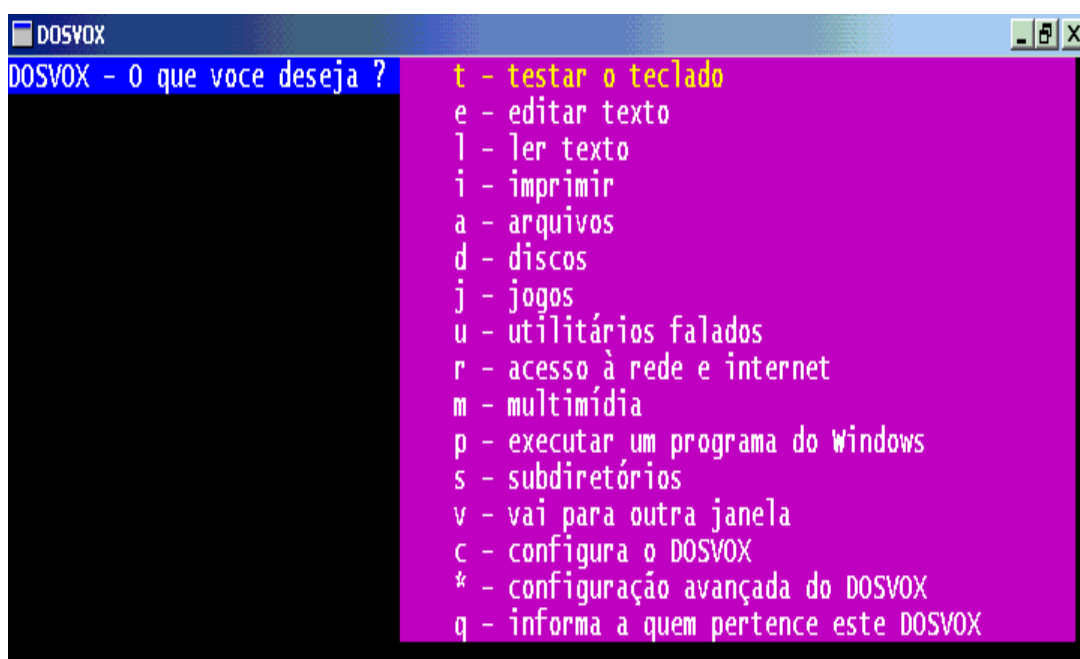 DOSVOX
DOSVOX - O que voce deseja ?
t - testar o teclado
e - editar texto
l - ler texto
i - imprimir
a - arquivos
d - discos
j - jogos
u - utilitários falados
r - acesso à rede e internet
m - multimídia
p - executar um programa do Windows
s - subdiretórios
v - vai para outra janela
c - configura o DOSVOX
* - configuração avançada do DOSVOX
q - informa a quem pertence este DOSVOX